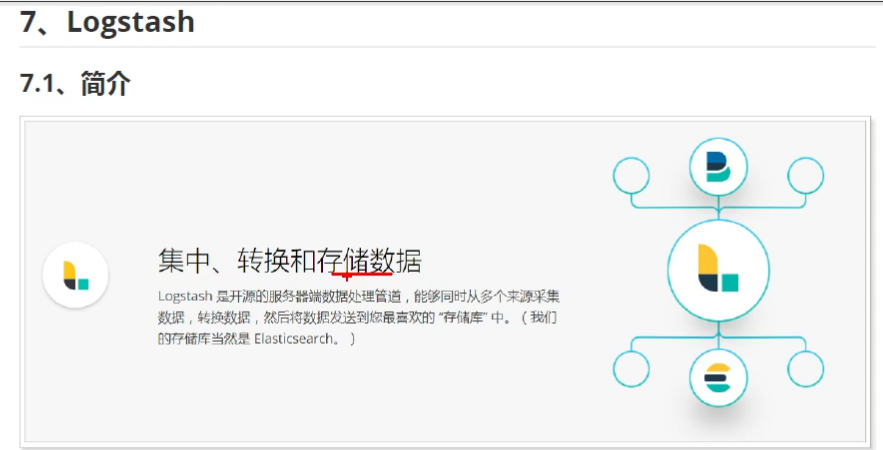 7、Logstash
7.1、简介
集中、转换和存储数据
Logstash 是开源的服务器端数据处理管道，能够同时从多个来源采集
数据，转换数据，然后将数据发送到您最喜欢的 “存储库” 中。（我们
的存储库当然是 Elasticsearch。）